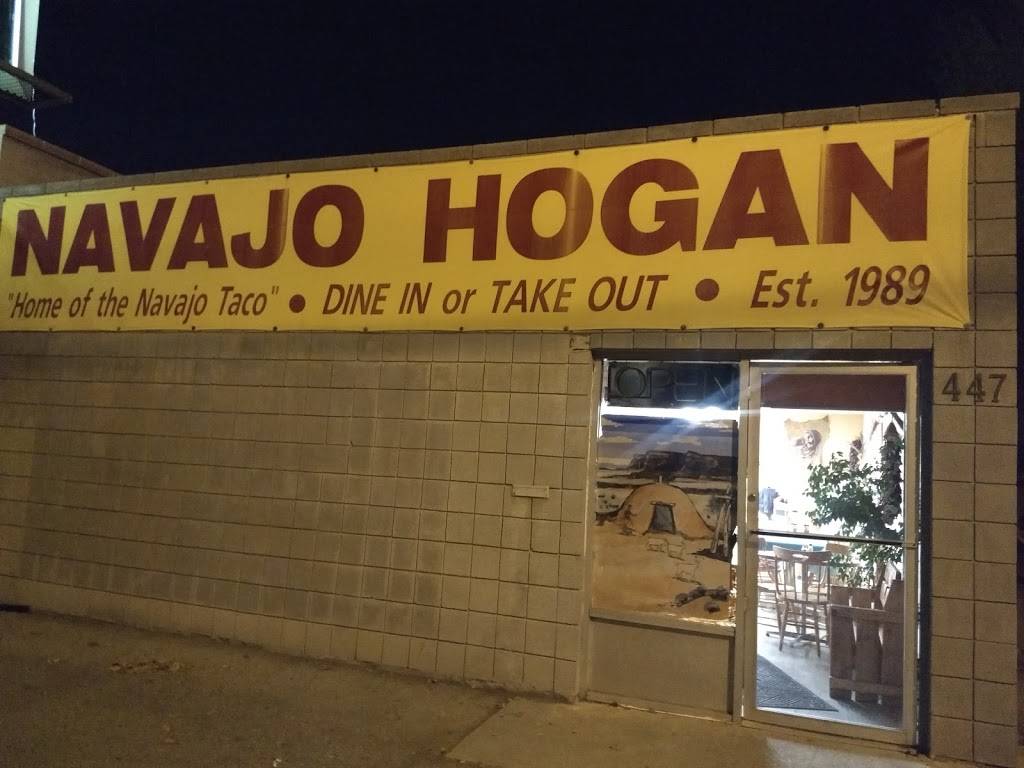 NAVAJO HOGAN
"Home of the Navajo Taco" • DINE IN or TAKE OUT • Est. 1989
OPEN
447